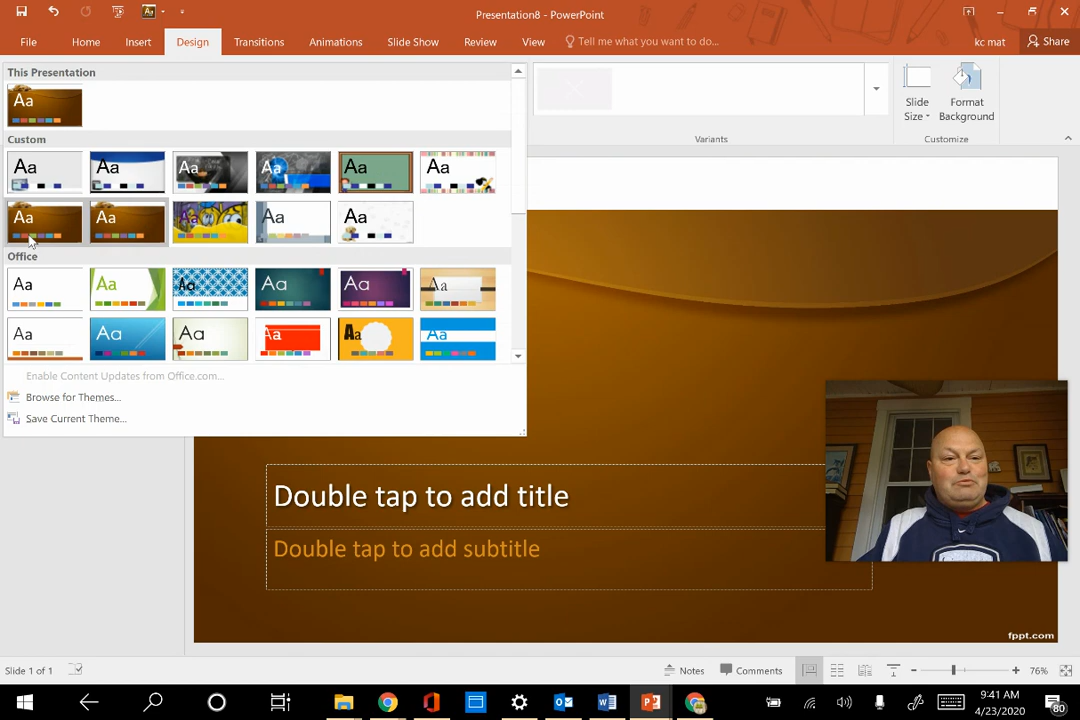 Presentation8 - PowerPoint
File Home Insert Design Transitions Animations Slide Show Review View Tell me what you want to do... kc mat Share
This Presentation
Aa
Custom
Aa Aa Aa Aa Aa Aa
Aa Aa Aa Aa
Office
Aa Aa Aa Aa Aa Aa
Aa Aa Aa Aa Aa Aa
Enable Content Updates from Office.com...
Browse for Themes...
Save Current Theme...
Variants
Slide Size
Format Background
Customize
Double tap to add title
Double tap to add subtitle
fppt.com
Slide 1 of 1 Notes Comments 76%
9:41 AM
4/23/2020
80